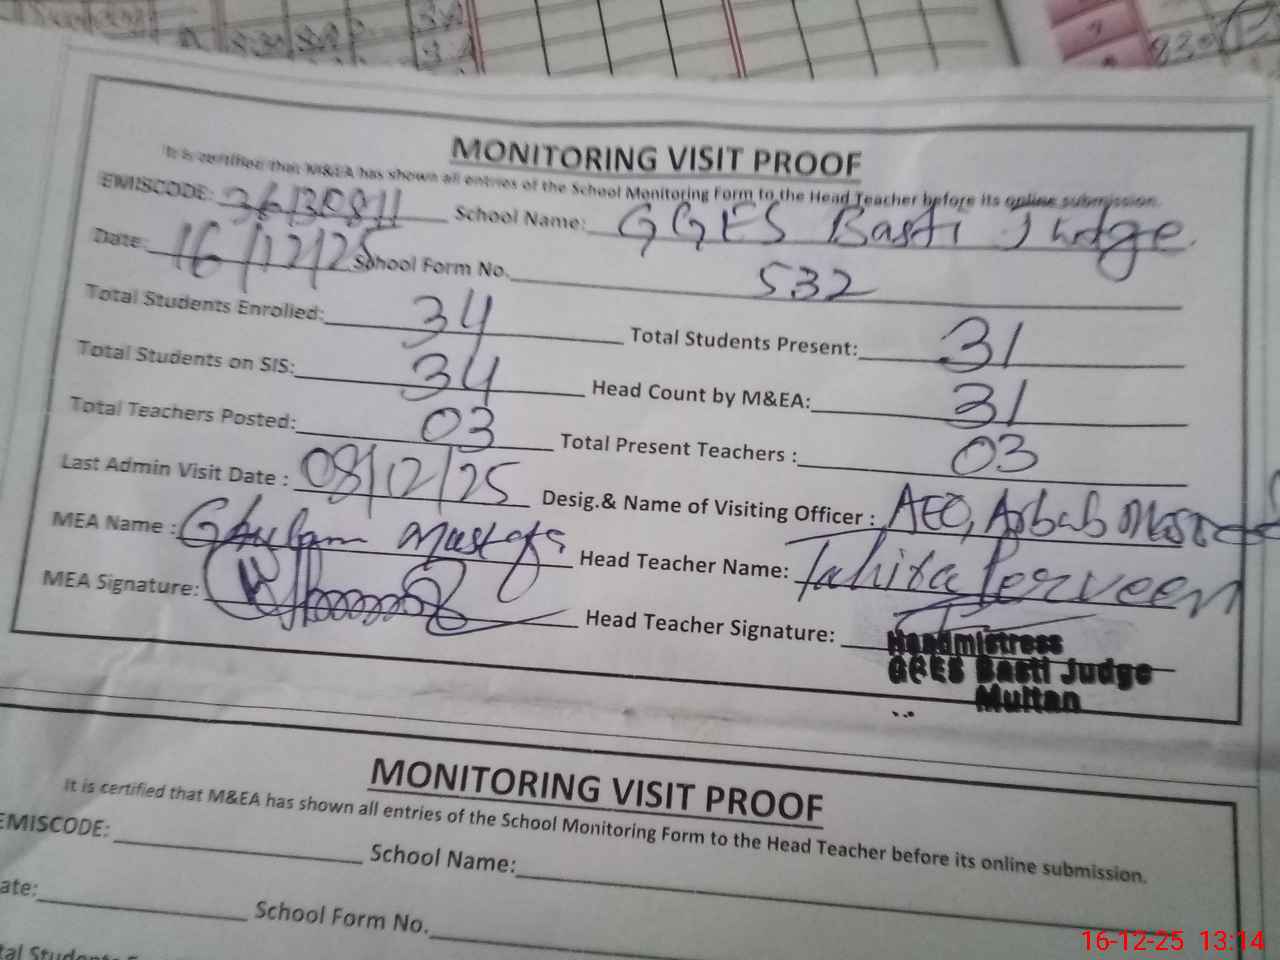 MONITORING VISIT PROOF
It is certified that M&EA has shown all entries of the School Monitoring Form to the Head Teacher before its online submission.
EMISCODE: 36130811 School Name: GGES Basti Judge
Date: 16/12/25 School Form No. 532
Total Students Enrolled: 34 Total Students Present: 31
Total Students on SIS: 34 Head Count by M&EA: 31
Total Teachers Posted: 03 Total Present Teachers : 03
Last Admin Visit Date : 08/12/25 Desig.& Name of Visiting Officer : AEO, Arbab
MEA Name : Ghulam Mustafa Head Teacher Name: Tahira Perveen
MEA Signature: Head Teacher Signature:
Headmistress
GGES Basti Judge
Multan
MONITORING VISIT PROOF
It is certified that M&EA has shown all entries of the School Monitoring Form to the Head Teacher before its online submission.
EMISCODE: School Name:
ate: School Form No.
tal Students
16-12-25 13:14